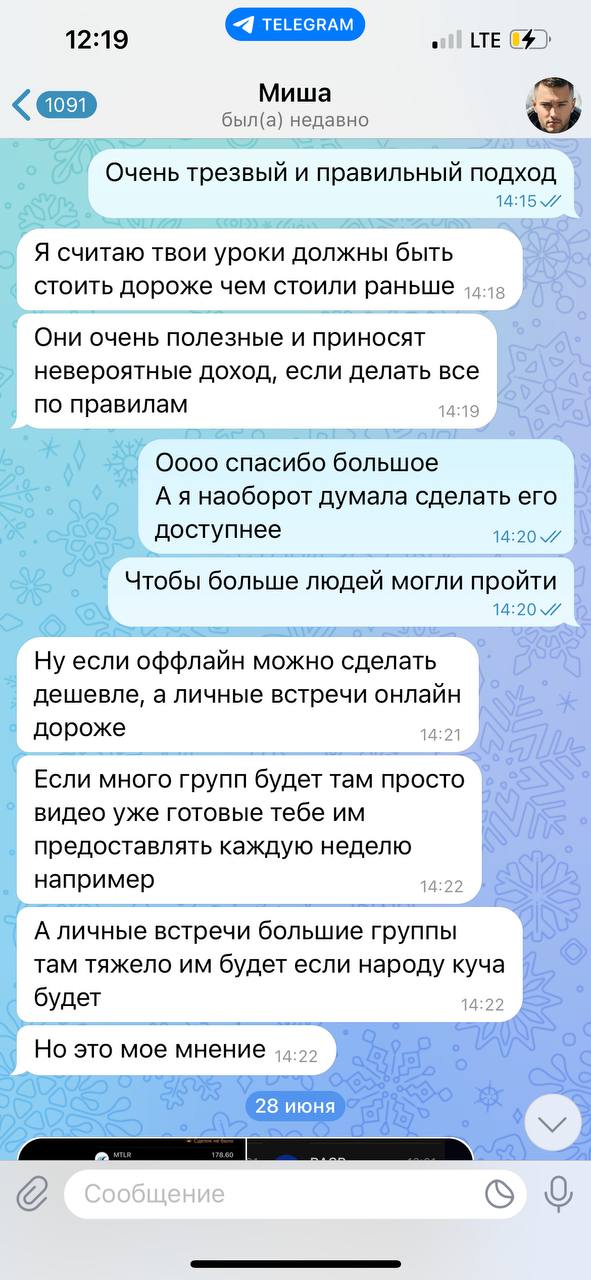 12:19
TELEGRAM
LTE
1091
Миша
был(а) недавно
Очень трезвый и правильный подход
14:15
Я считаю твои уроки должны быть
стоить дороже чем стоили раньше 14:18
Они очень полезные и приносят
невероятные доход, если делать все
по правилам 14:19
Оооо спасибо большое
А я наоборот думала сделать его
доступнее 14:20
Чтобы больше людей могли пройти
14:20
Ну если оффлайн можно сделать
дешевле, а личные встречи онлайн
дороже 14:21
Если много групп будет там просто
видео уже готовые тебе им
предоставлять каждую неделю
например 14:22
А личные встречи большие группы
там тяжело им будет если народу куча
будет 14:22
Но это мое мнение 14:22
28 июня
MTLR 178.60
Сообщение